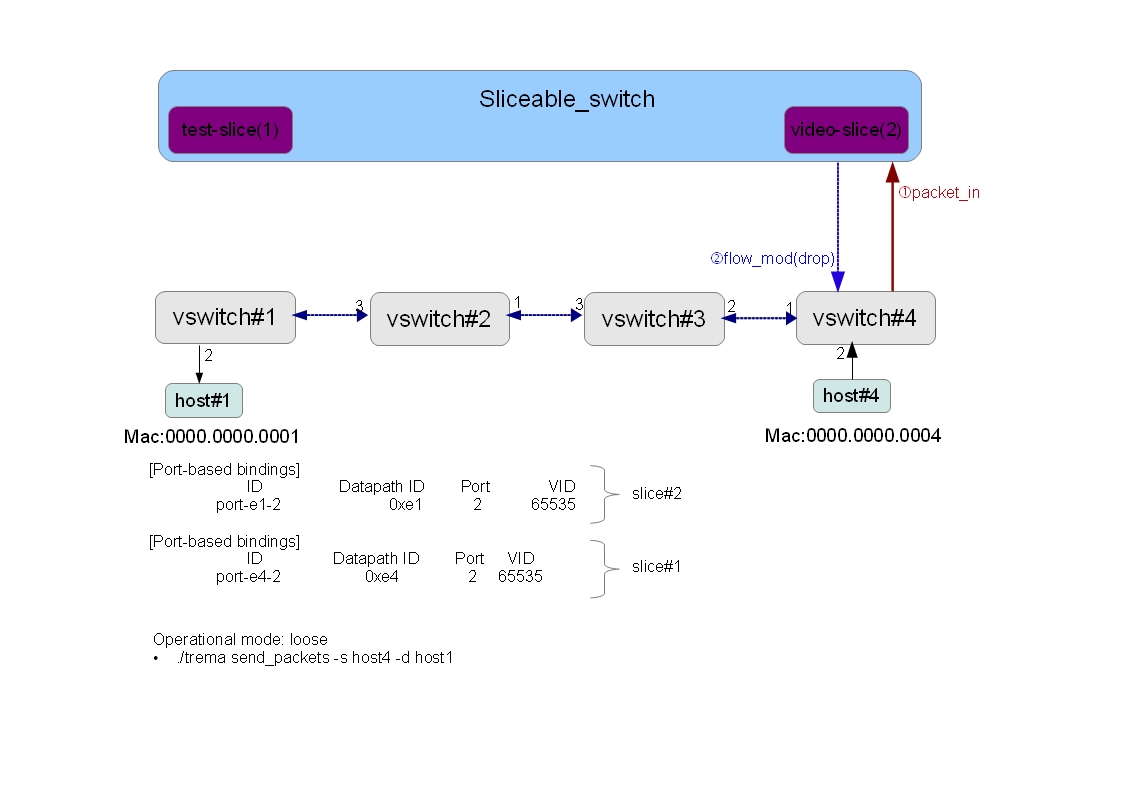 Sliceable_switch
test-slice(1)
video-slice(2)
①packet_in
②flow_mod(drop)
vswitch#1
3
vswitch#2
1
3
vswitch#3
2
1
vswitch#4
2
2
host#1
host#4
Mac:0000.0000.0001
Mac:0000.0000.0004
[Port-based bindings]
ID Datapath ID Port VID
port-e1-2 0xe1 2 65535
slice#2
[Port-based bindings]
ID Datapath ID Port VID
port-e4-2 0xe4 2 65535
slice#1
Operational mode: loose
• ./trema send_packets -s host4 -d host1